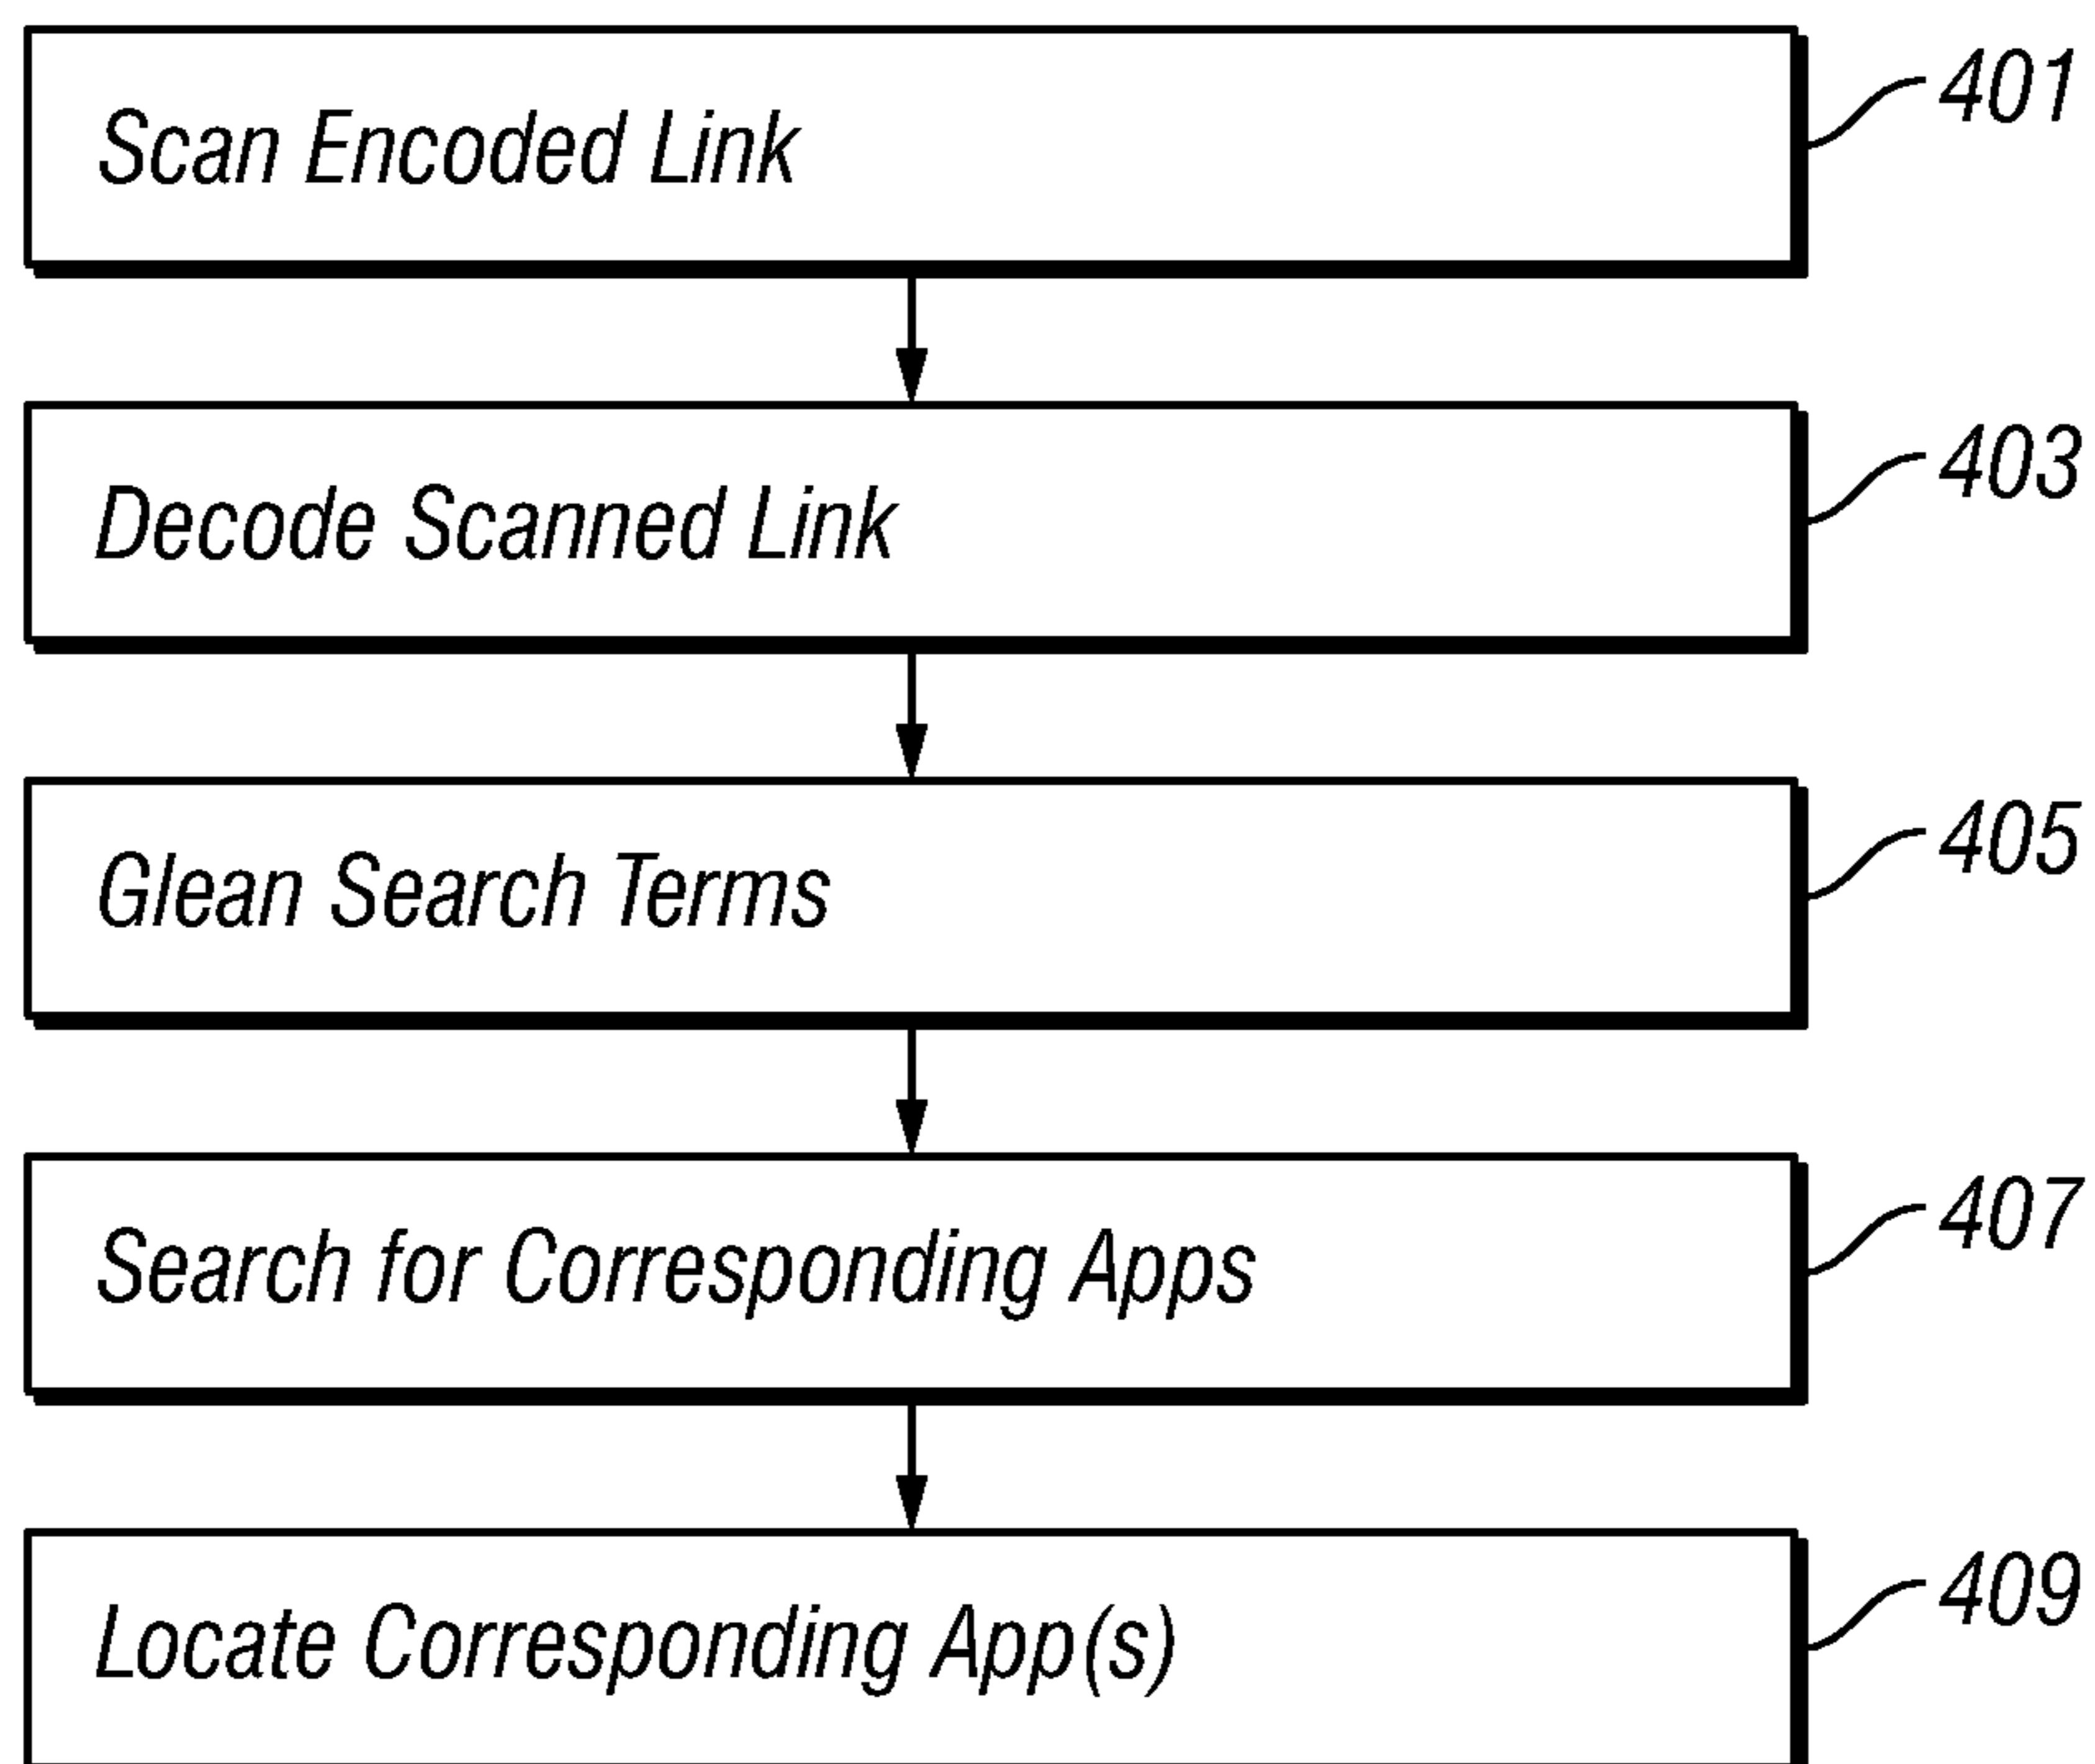 Scan Encoded Link
401
Decode Scanned Link
403
Glean Search Terms
405
Search for Corresponding Apps
407
Locate Corresponding App(s)
409